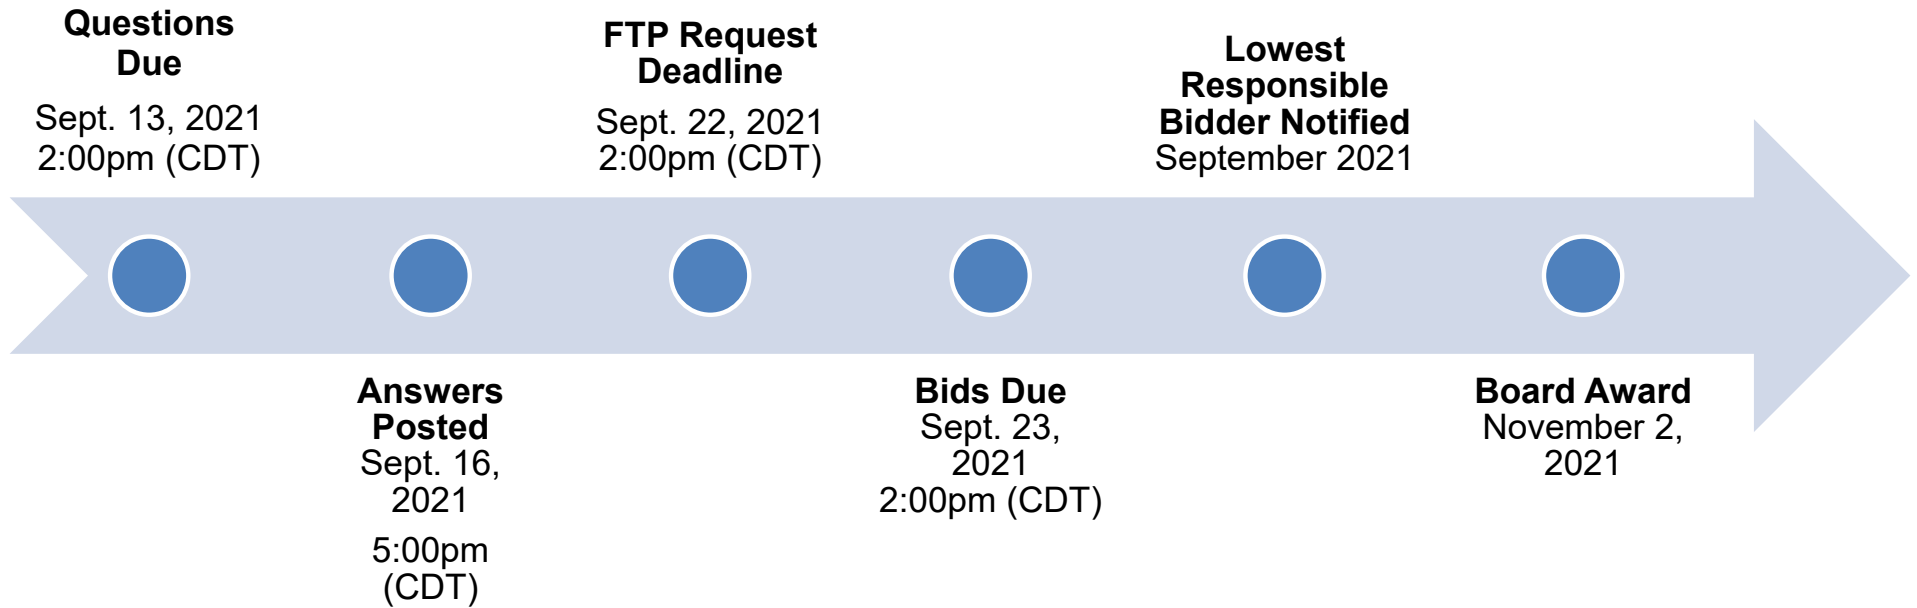 Questions
Due
Sept. 13, 2021
2:00pm (CDT)
Answers
Posted
Sept. 16,
2021
5:00pm
(CDT)
FTP Request
Deadline
Sept. 22, 2021
2:00pm (CDT)
Bids Due
Sept. 23,
2021
2:00pm (CDT)
Lowest
Responsible
Bidder Notified
September 2021
Board Award
November 2,
2021